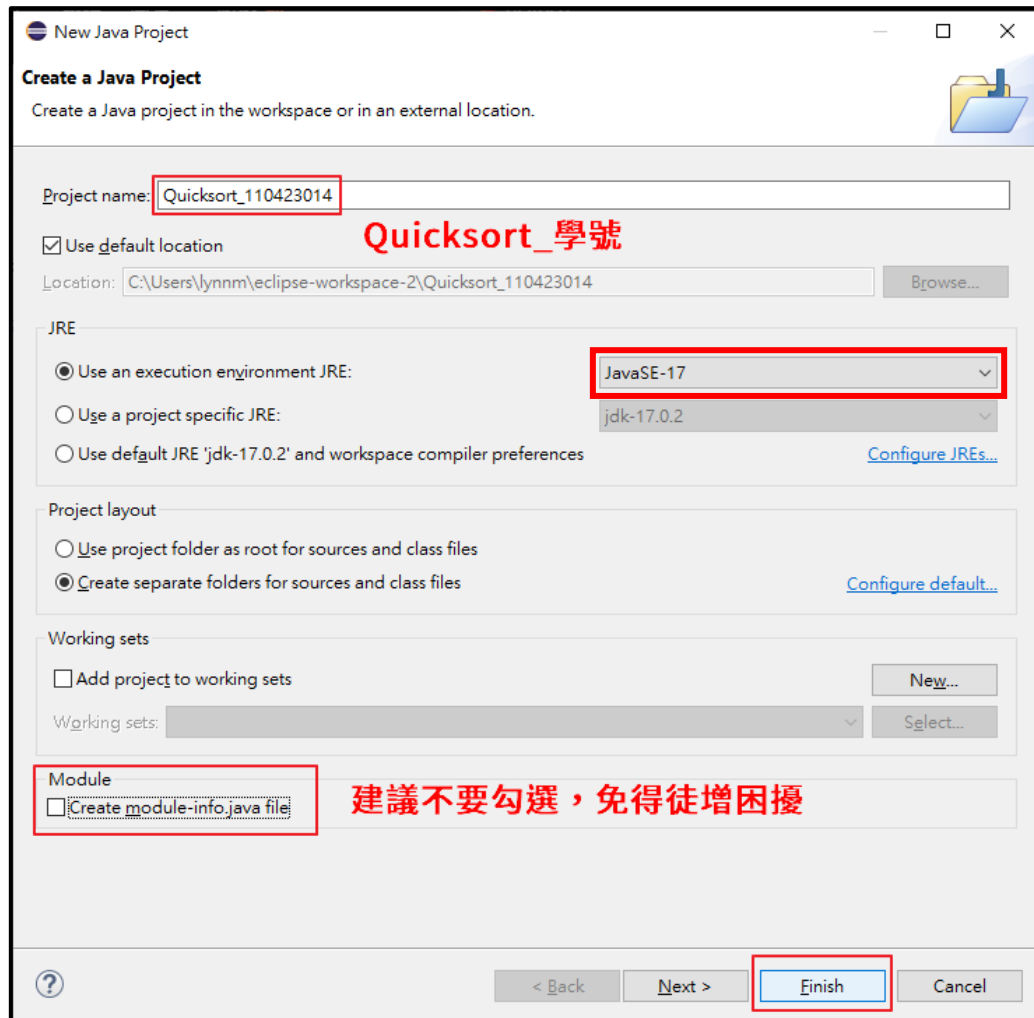 New Java Project
Create a Java Project
Create a Java project in the workspace or in an external location.
Project name: Quicksort_110423014
Quicksort_學號
Use default location
Location: C:\Users\lynnm\eclipse-workspace-2\Quicksort_110423014 Browse...
JRE
Use an execution environment JRE: JavaSE-17
Use a project specific JRE: jdk-17.0.2
Use default JRE 'jdk-17.0.2' and workspace compiler preferences Configure JREs...
Project layout
Use project folder as root for sources and class files
Create separate folders for sources and class files Configure default...
Working sets
Add project to working sets New...
Working sets: Select...
Module
Create module-info.java file
建議不要勾選，免得徒增困擾
? < Back Next > Finish Cancel